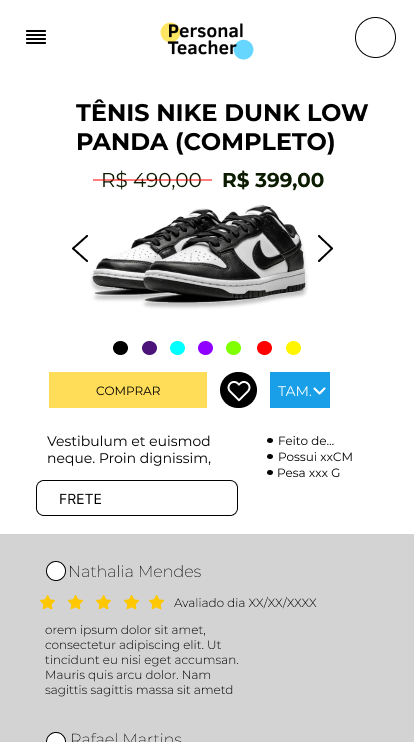 Personal
Teacher
TÊNIS NIKE DUNK LOW
PANDA (COMPLETO)
R$ 490,00 R$ 399,00
COMPRAR
TAM.
Vestibulum et euismod
neque. Proin dignissim,
Feito de...
Possui xxCM
Pesa xxx G
FRETE
Nathalia Mendes
Avaliado dia XX/XX/XXXX
orem ipsum dolor sit amet,
consectetur adipiscing elit. Ut
tincidunt eu nisi eget accumsan.
Mauris quis arcu dolor. Nam
sagittis sagittis massa sit ametd
Rafael Martins